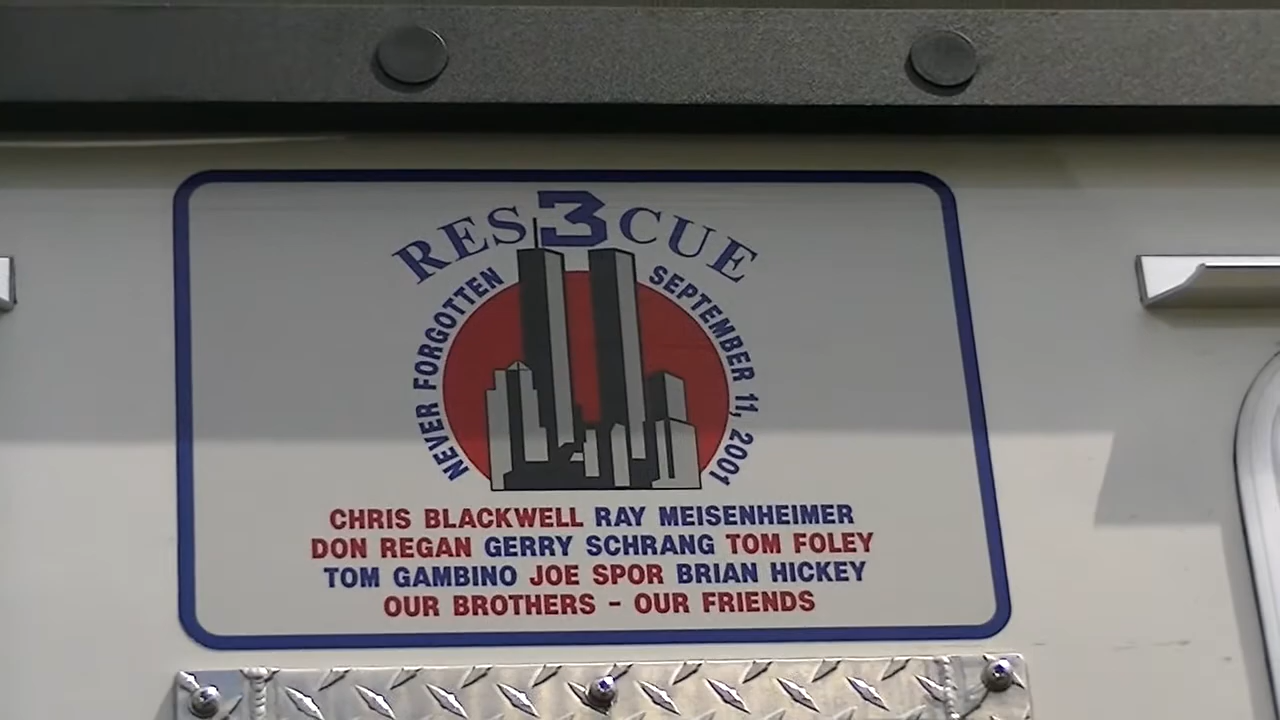 RES3CUE
NEVER FORGOTTEN
SEPTEMBER 11, 2001
CHRIS BLACKWELL RAY MEISENHEIMER
DON REGAN GERRY SCHRANG TOM FOLEY
TOM GAMBINO JOE SPOR BRIAN HICKEY
OUR BROTHERS - OUR FRIENDS